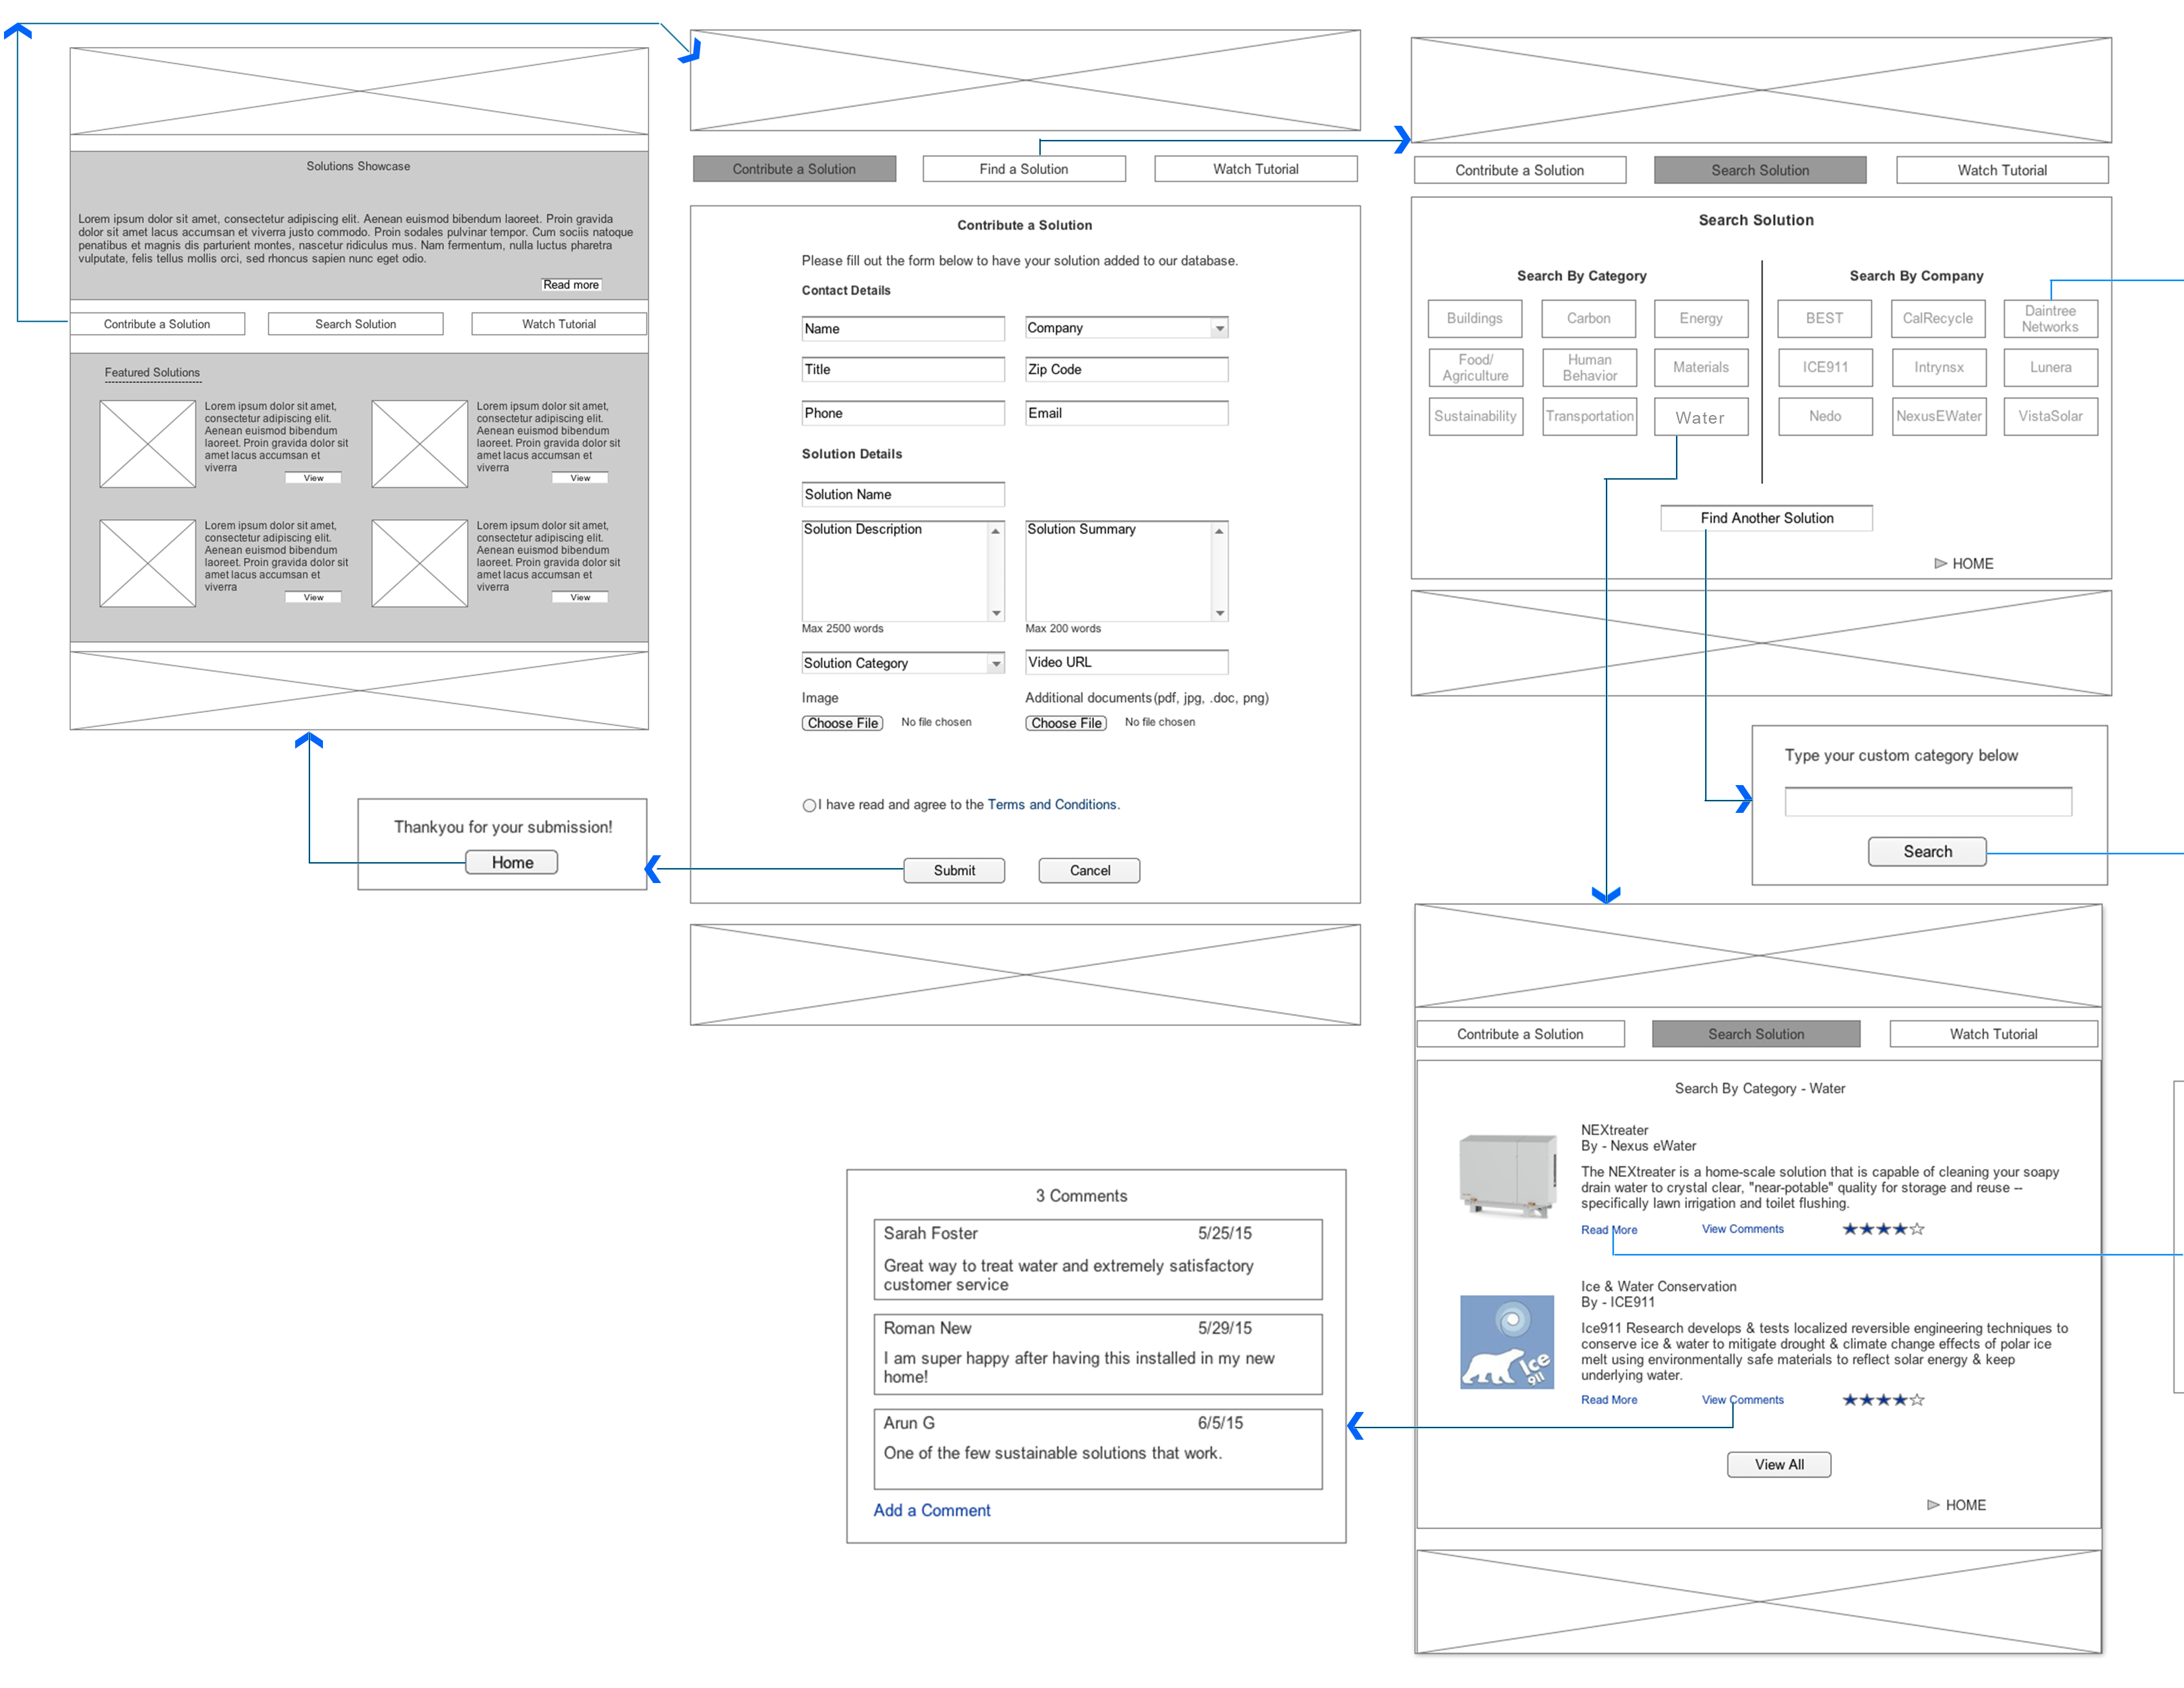 Solutions Showcase
Lorem ipsum dolor sit amet, consectetur adipiscing elit. Aenean euismod bibendum laoreet. Proin gravida
dolor sit amet lacus accumsan et viverra justo commodo. Proin sodales pulvinar tempor. Cum sociis natoque
penatibus et magnis dis parturient montes, nascetur ridiculus mus. Nam fermentum, nulla luctus pharetra
vulputate, felis tellus mollis orci, sed rhoncus sapien nunc eget odio.
Read more
Contribute a Solution
Search Solution
Watch Tutorial
Featured Solutions
Lorem ipsum dolor sit amet,
consectetur adipiscing elit.
Aenean euismod bibendum
laoreet. Proin gravida dolor sit
amet lacus accumsan et
viverra
View
Lorem ipsum dolor sit amet,
consectetur adipiscing elit.
Aenean euismod bibendum
laoreet. Proin gravida dolor sit
amet lacus accumsan et
viverra
View
Lorem ipsum dolor sit amet,
consectetur adipiscing elit.
Aenean euismod bibendum
laoreet. Proin gravida dolor sit
amet lacus accumsan et
viverra
View
Lorem ipsum dolor sit amet,
consectetur adipiscing elit.
Aenean euismod bibendum
laoreet. Proin gravida dolor sit
amet lacus accumsan et
viverra
View
Thankyou for your submission!
Home
Contribute a Solution
Find a Solution
Watch Tutorial
Contribute a Solution
Please fill out the form below to have your solution added to our database.
Contact Details
Name
Company
Title
Zip Code
Phone
Email
Solution Details
Solution Name
Solution Description
Solution Summary
Max 2500 words
Max 200 words
Solution Category
Video URL
Image
Additional documents(pdf, jpg, .doc, png)
Choose File
No file chosen
Choose File
No file chosen
I have read and agree to the Terms and Conditions.
Submit
Cancel
Contribute a Solution
Search Solution
Watch Tutorial
Search Solution
Search By Category
Buildings
Carbon
Energy
Food/
Agriculture
Human
Behavior
Materials
Sustainability
Transportation
Water
Search By Company
BEST
CalRecycle
Daintree
Networks
ICE911
Intrynsx
Lunera
Nedo
NexusEWater
VistaSolar
Find Another Solution
HOME
Type your custom category below
Search
Contribute a Solution
Search Solution
Watch Tutorial
Search By Category - Water
NEXtreater
By - Nexus eWater
The NEXtreater is a home-scale solution that is capable of cleaning your soapy
drain water to crystal clear, "near-potable" quality for storage and reuse --
specifically lawn irrigation and toilet flushing.
Read More
View Comments
Ice
911
Ice & Water Conservation
By - ICE911
Ice911 Research develops & tests localized reversible engineering techniques to
conserve ice & water to mitigate drought & climate change effects of polar ice
melt using environmentally safe materials to reflect solar energy & keep
underlying water.
Read More
View Comments
View All
HOME
3 Comments
Sarah Foster
5/25/15
Great way to treat water and extremely satisfactory
customer service
Roman New
5/29/15
I am super happy after having this installed in my new
home!
Arun G
6/5/15
One of the few sustainable solutions that work.
Add a Comment